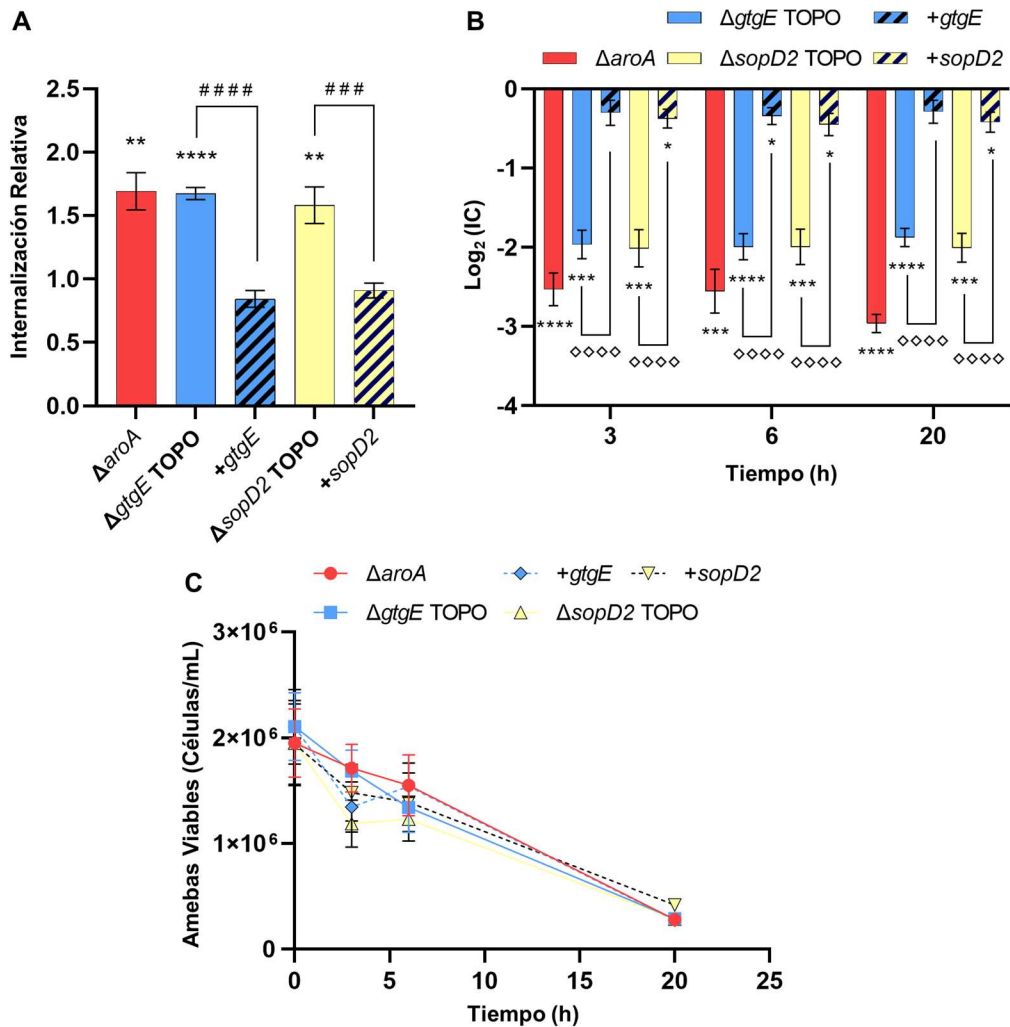 A
Internalización Relativa
2.5
2.0
1.5
1.0
0.5
0.0
####
###
**
****
**
ΔaroA
ΔgtgE TOPO
+gtgE
ΔsopD2 TOPO
+sopD2
B
ΔgtgE TOPO
+gtgE
ΔaroA
ΔsopD2 TOPO
+sopD2
Log₂ (IC)
0
-1
-2
-3
-4
* * * *
*** *** **** *** **** ***
**** *** ****
◇◇◇◇ ◇◇◇◇ ◇◇◇◇ ◇◇◇◇ ◇◇◇◇ ◇◇◇◇
3 6 20
Tiempo (h)
C
ΔaroA +gtgE +sopD2
ΔgtgE TOPO ΔsopD2 TOPO
Amebas Viables (Células/mL)
3×10⁶
2×10⁶
1×10⁶
0
0 5 10 15 20 25
Tiempo (h)